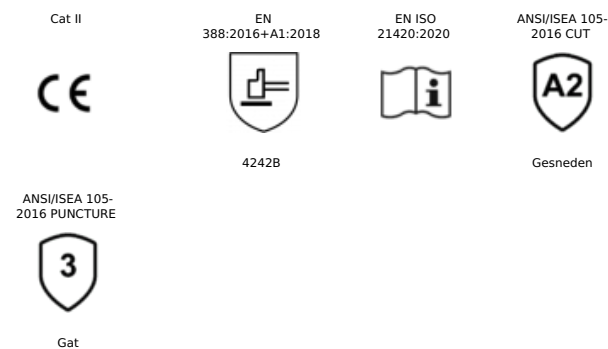 Cat II
EN
388:2016+A1:2018
EN ISO
21420:2020
ANSI/ISEA 105-
2016 CUT
CE
i
A2
4242B
Gesneden
ANSI/ISEA 105-
2016 PUNCTURE
3
Gat